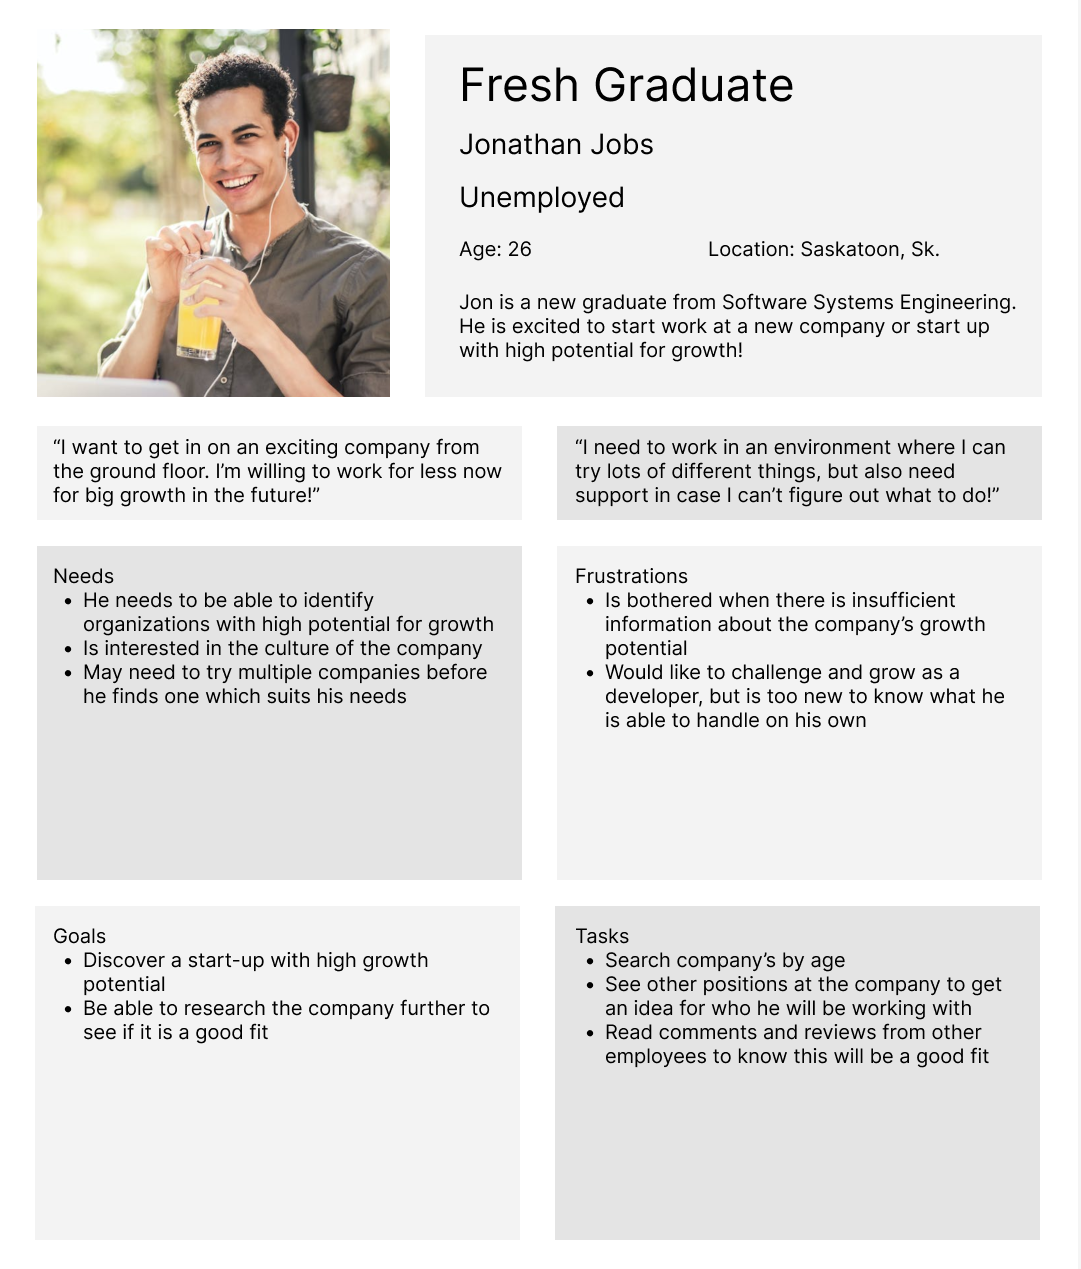 Fresh Graduate
Jonathan Jobs
Unemployed
Age: 26
Location: Saskatoon, Sk.
Jon is a new graduate from Software Systems Engineering.
He is excited to start work at a new company or start up
with high potential for growth!
“I want to get in on an exciting company from
the ground floor. I’m willing to work for less now
for big growth in the future!”
“I need to work in an environment where I can
try lots of different things, but also need
support in case I can’t figure out what to do!”
Needs
• He needs to be able to identify
organizations with high potential for growth
• Is interested in the culture of the company
• May need to try multiple companies before
he finds one which suits his needs
Frustrations
• Is bothered when there is insufficient
information about the company’s growth
potential
• Would like to challenge and grow as a
developer, but is too new to know what he
is able to handle on his own
Goals
• Discover a start-up with high growth
potential
• Be able to research the company further to
see if it is a good fit
Tasks
• Search company’s by age
• See other positions at the company to get
an idea for who he will be working with
• Read comments and reviews from other
employees to know this will be a good fit